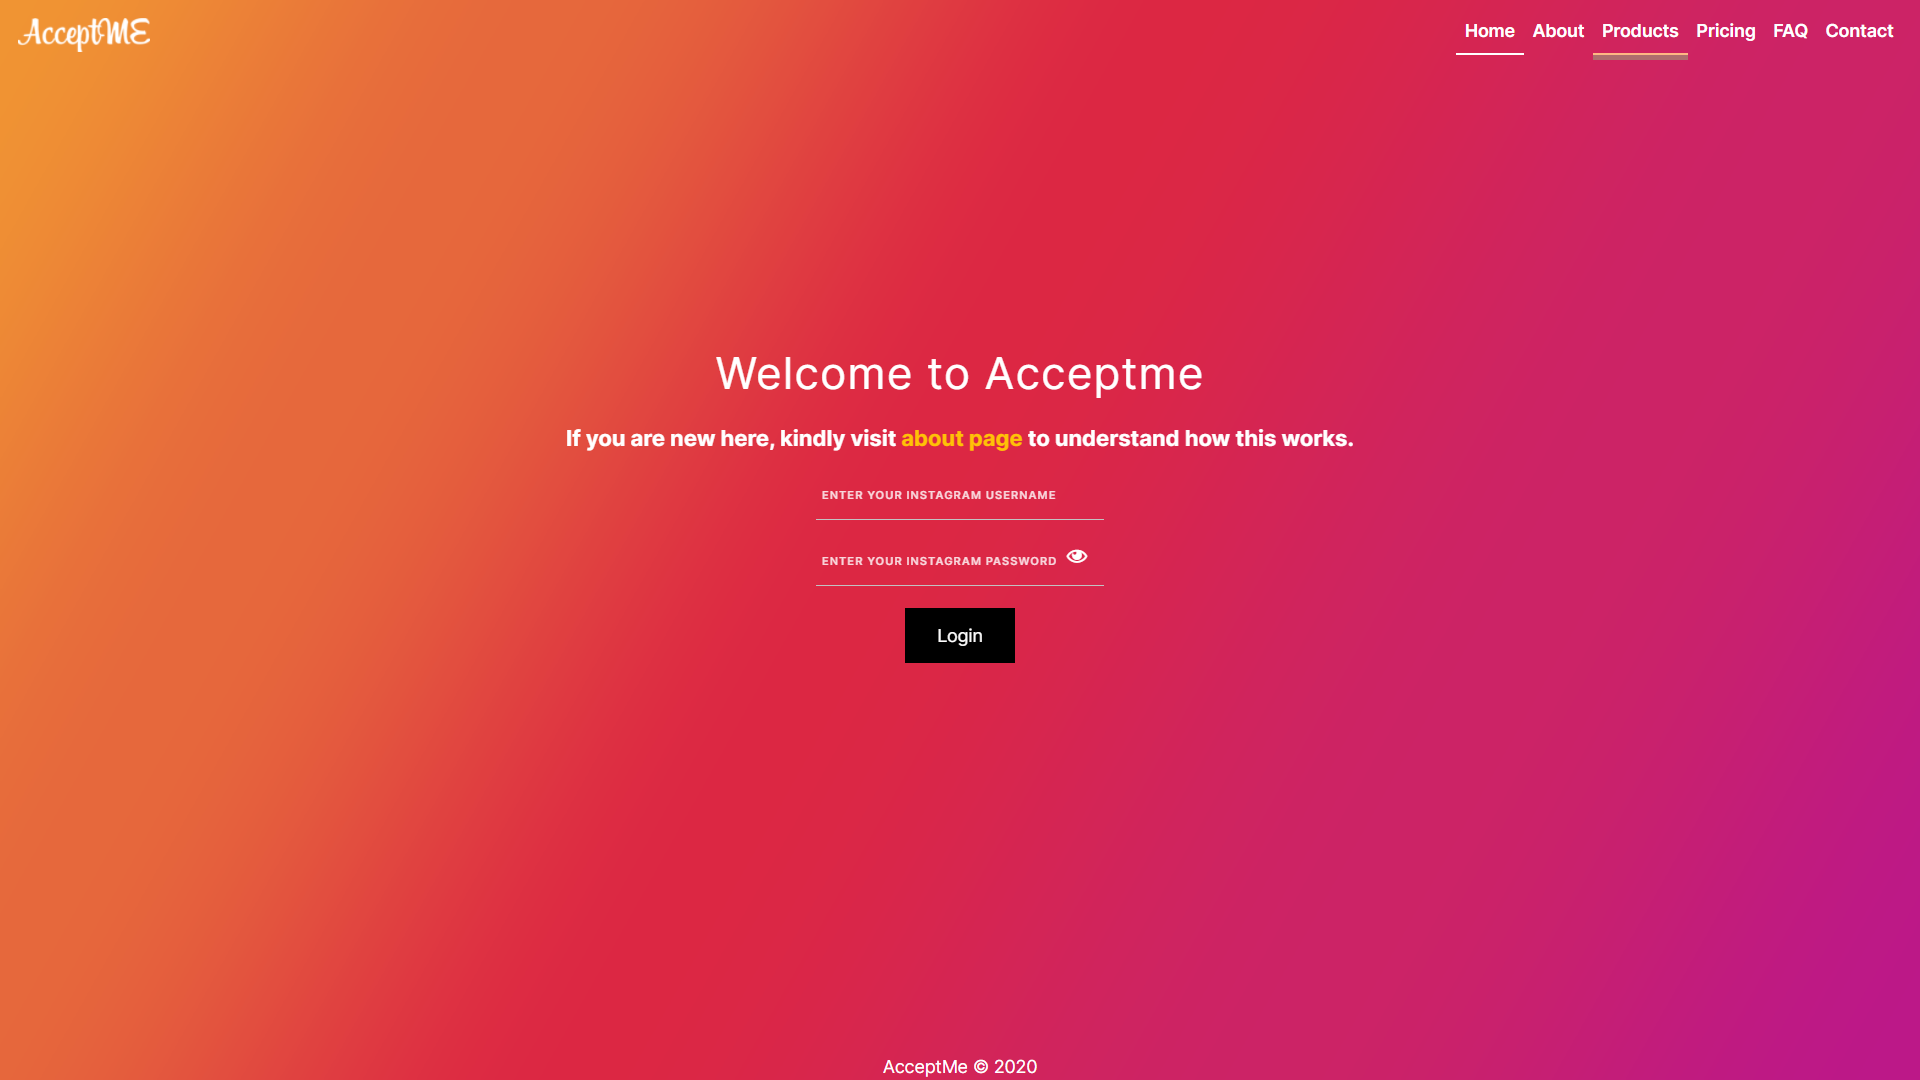 AcceptME
Home About Products Pricing FAQ Contact
Welcome to Acceptme
If you are new here, kindly visit about page to understand how this works.
ENTER YOUR INSTAGRAM USERNAME
ENTER YOUR INSTAGRAM PASSWORD
Login
AcceptMe © 2020